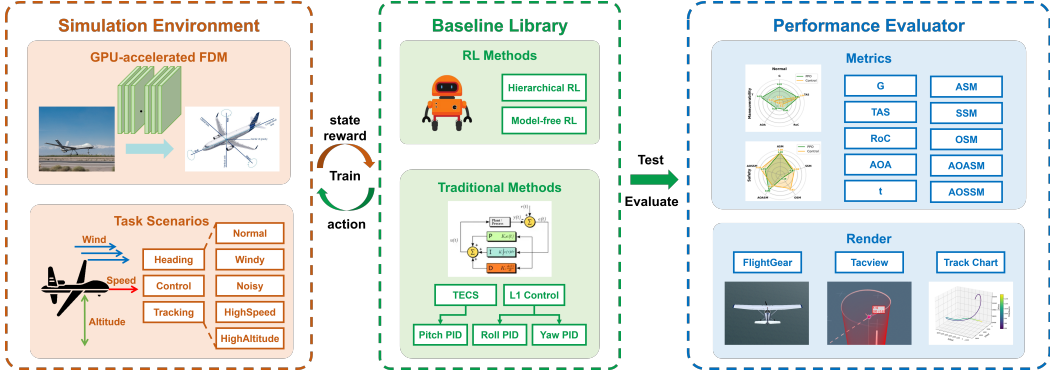 Simulation Environment
GPU-accelerated FDM
Task Scenarios
Wind
Speed
Altitude
Heading
Control
Tracking
Normal
Windy
Noisy
HighSpeed
HighAltitude
state
reward
Train
action
Baseline Library
RL Methods
Hierarchical RL
Model-free RL
Traditional Methods
P
I
D
TECS
L1 Control
Pitch PID
Roll PID
Yaw PID
Test
Evaluate
Performance Evaluator
Metrics
Normal
Maneuverability
Safety
G
TAS
RoC
AOA
t
ASM
SSM
OSM
AOASM
AOSSM
Render
FlightGear
Tacview
Track Chart